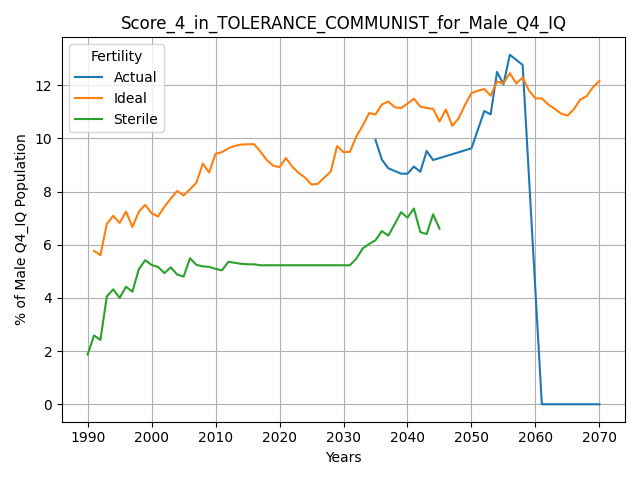 Score_4_in_TOLERANCE_COMMUNIST_for_Male_Q4_IQ
Fertility
Actual
Ideal
Sterile
% of Male Q4_IQ Population
12
10
8
6
4
2
0
1990 2000 2010 2020 2030 2040 2050 2060 2070
Years